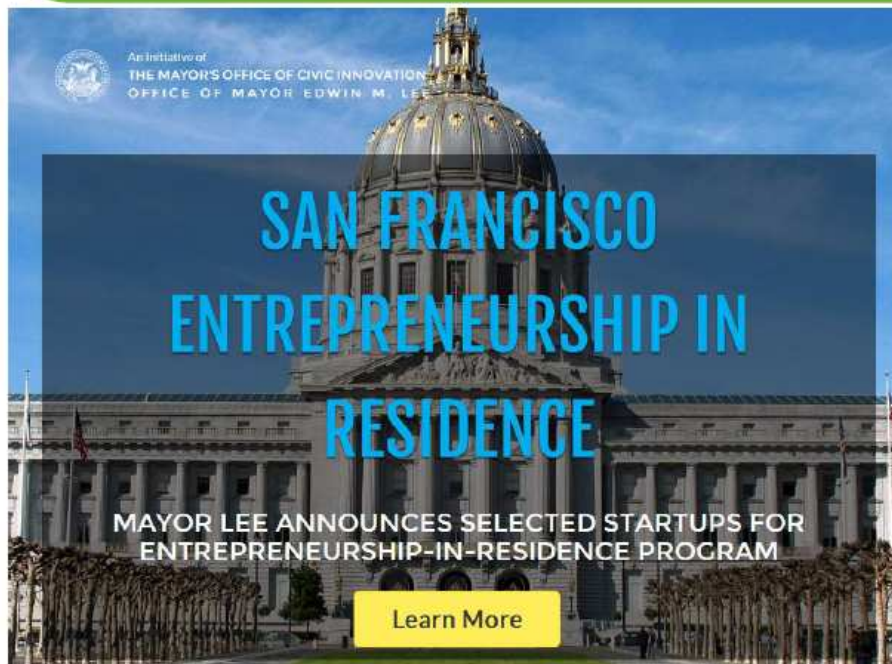 An initiative of
THE MAYOR'S OFFICE OF CIVIC INNOVATION
OFFICE OF MAYOR EDWIN M. LEE
SAN FRANCISCO
ENTREPRENEURSHIP IN
RESIDENCE
MAYOR LEE ANNOUNCES SELECTED STARTUPS FOR
ENTREPRENEURSHIP-IN-RESIDENCE PROGRAM
Learn More